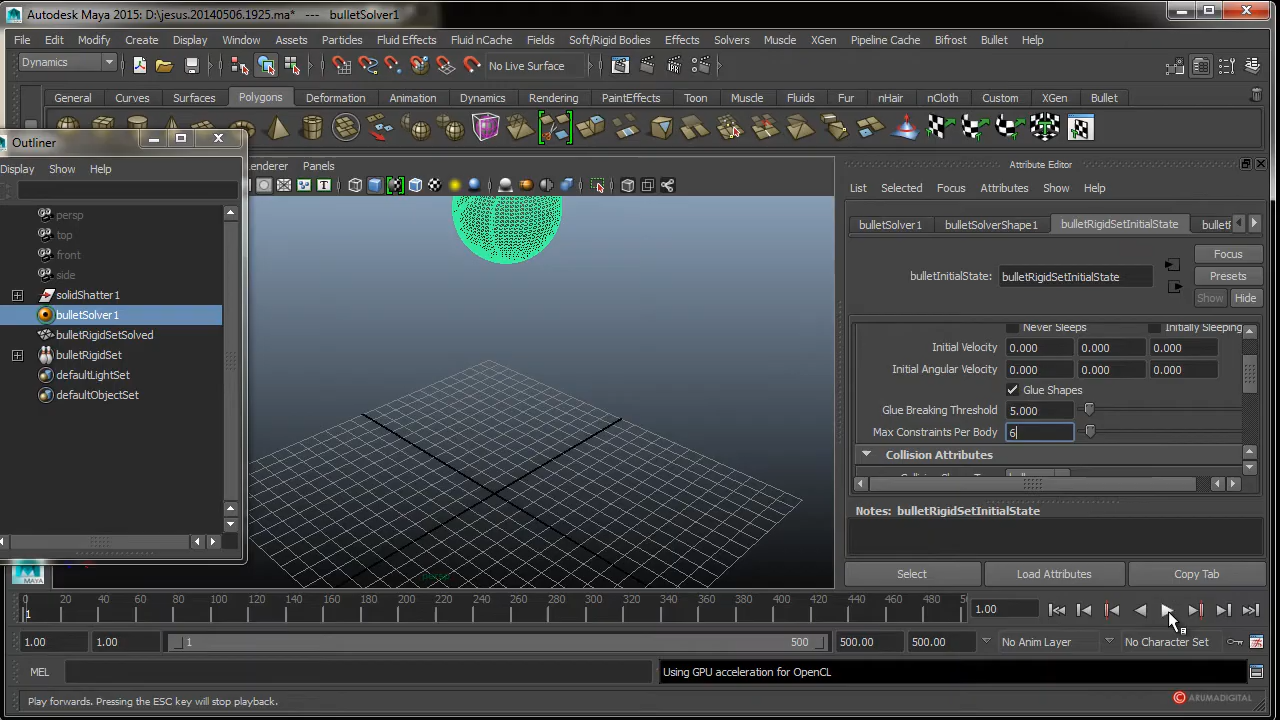 Autodesk Maya 2015: D:\jesus.20140506.1925.ma* --- bulletSolver1
File Edit Modify Create Display Window Assets Particles Fluid Effects Fluid nCache Fields Soft/Rigid Bodies Effects Solvers Muscle XGen Pipeline Cache Bifrost Bullet Help
Dynamics No Live Surface
General Curves Surfaces Polygons Deformation Animation Dynamics Rendering PaintEffects Toon Muscle Fluids Fur nHair nCloth Custom XGen Bullet
Outliner
Display Show Help
persp
top
front
side
solidShatter1
bulletSolver1
bulletRigidSetSolved
bulletRigidSet
defaultLightSet
defaultObjectSet
enderer Panels
Attribute Editor
List Selected Focus Attributes Show Help
bulletSolver1 bulletSolverShape1 bulletRigidSetInitialState
bulletInitialState: bulletRigidSetInitialState
Focus
Presets
Show Hide
Never Sleeps Initially Sleeping
Initial Velocity 0.000 0.000 0.000
Initial Angular Velocity 0.000 0.000 0.000
Glue Shapes
Glue Breaking Threshold 5.000
Max Constraints Per Body 6
Collision Attributes
Notes: bulletRigidSetInitialState
Select Load Attributes Copy Tab
MAYA
0 20 40 60 80 100 120 140 160 180 200 220 240 260 280 300 320 340 360 380 400 420 440 460 480 5
1
1.00
1.00 1.00 1 500 500.00 500.00 No Anim Layer No Character Set
MEL Using GPU acceleration for OpenCL
Play forwards. Pressing the ESC key will stop playback.
© ARUMADIGITAL